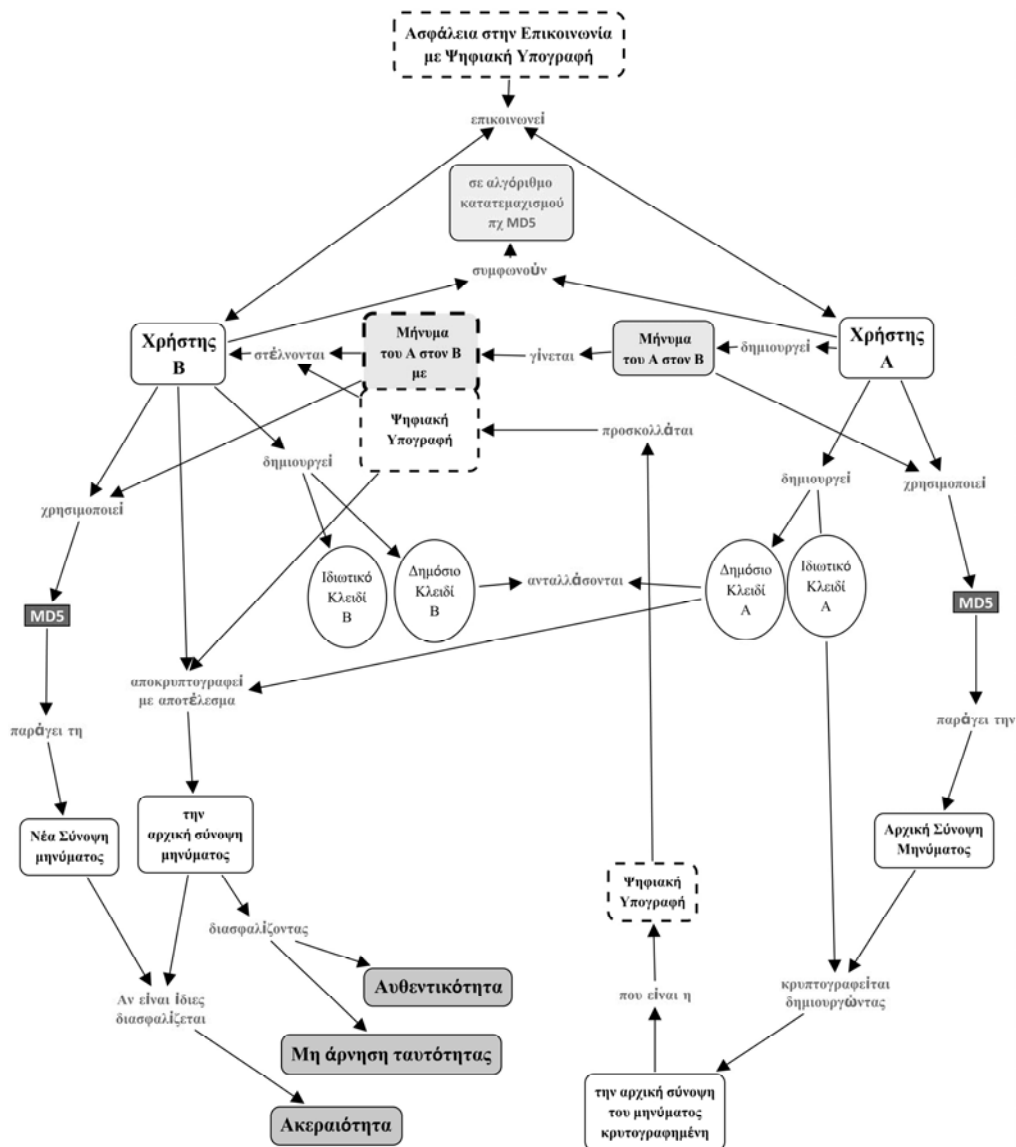 Ασφάλεια στην Επικοινωνία
με Ψηφιακή Υπογραφή
επικοινωνεί
σε αλγόριθμο
κατατεμαχισμού
πχ MD5
συμφωνούν
Χρήστης
Β
στέλνονται
Μήνυμα
του Α στον Β
με
γίνεται
Μήνυμα
του Α στον Β
δημιουργεί
Χρήστης
Α
Ψηφιακή
Υπογραφή
προσκολλάται
δημιουργεί
δημιουργεί
χρησιμοποιεί
χρησιμοποιεί
Ιδιωτικό
Κλειδί
Β
Δημόσιο
Κλειδί
Β
ανταλλάσονται
Δημόσιο
Κλειδί
Α
Ιδιωτικό
Κλειδί
Α
MD5
MD5
αποκρυπτογραφεί
με αποτέλεσμα
παράγει τη
παράγει την
Νέα Σύνοψη
μηνύματος
την
αρχική σύνοψη
μηνύματος
Αρχική Σύνοψη
Μηνύματος
Ψηφιακή
Υπογραφή
διασφαλίζοντας
Αν είναι ίδιες
διασφαλίζεται
Αυθεντικότητα
που είναι η
κρυπτογραφείται
δημιουργώντας
Μη άρνηση ταυτότητας
την αρχική σύνοψη
του μηνύματος
κρυτογραφημένη
Ακεραιότητα